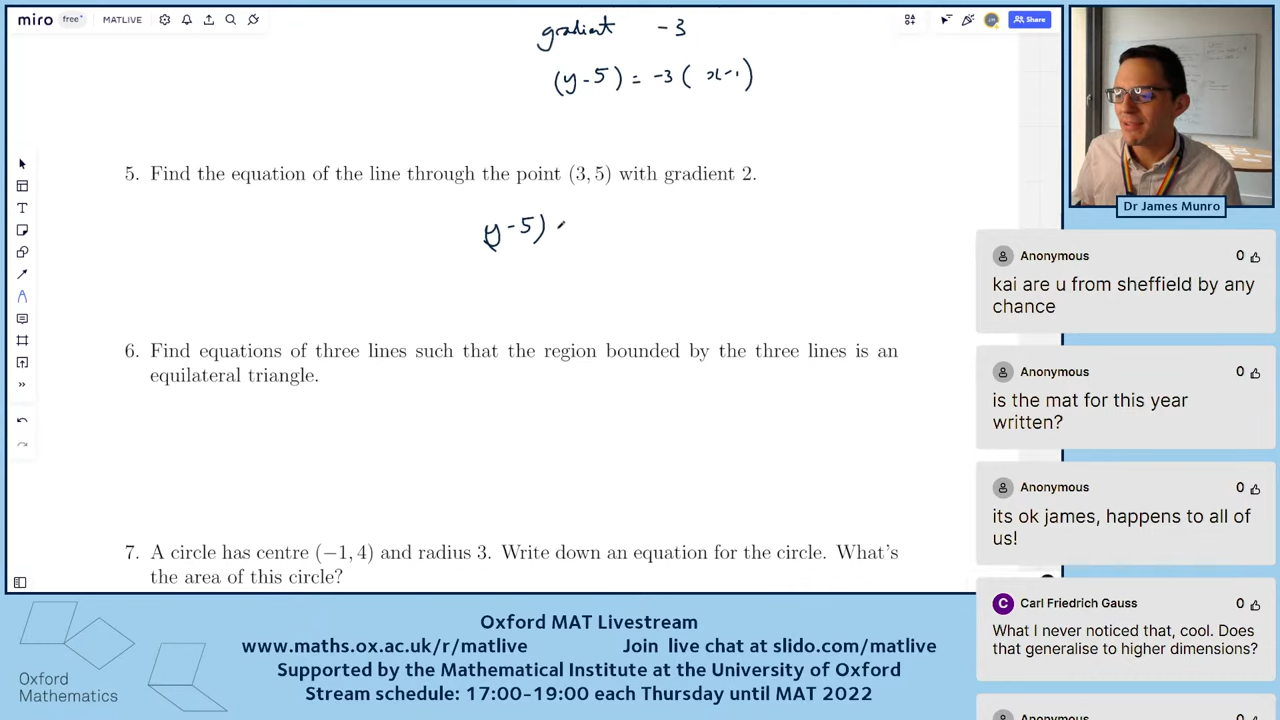 miro free MATLIVE Share
gradient -3
(y-5) = -3(x-1)
5. Find the equation of the line through the point (3, 5) with gradient 2.
(y-5)
6. Find equations of three lines such that the region bounded by the three lines is an
equilateral triangle.
7. A circle has centre (−1, 4) and radius 3. Write down an equation for the circle. What's
the area of this circle?
Dr James Munro
Anonymous 0
kai are u from sheffield by any
chance
Anonymous 0
is the mat for this year
written?
Anonymous 0
its ok james, happens to all of
us!
C Carl Friedrich Gauss 0
What I never noticed that, cool. Does
that generalise to higher dimensions?
Anonymous 0
Oxford
Mathematics
Oxford MAT Livestream
www.maths.ox.ac.uk/r/matlive Join live chat at slido.com/matlive
Supported by the Mathematical Institute at the University of Oxford
Stream schedule: 17:00-19:00 each Thursday until MAT 2022